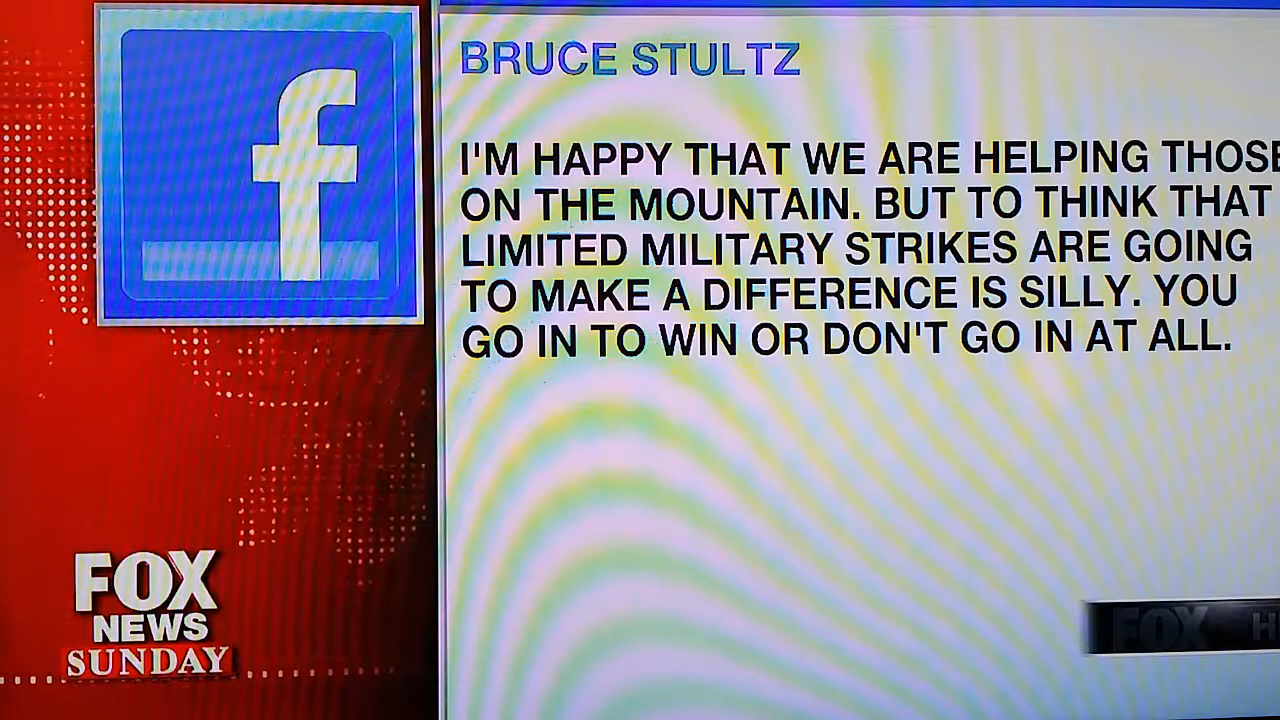 f
BRUCE STULTZ
I'M HAPPY THAT WE ARE HELPING THOSE
ON THE MOUNTAIN. BUT TO THINK THAT
LIMITED MILITARY STRIKES ARE GOING
TO MAKE A DIFFERENCE IS SILLY. YOU
GO IN TO WIN OR DON'T GO IN AT ALL.
FOX
NEWS
SUNDAY
FOX H